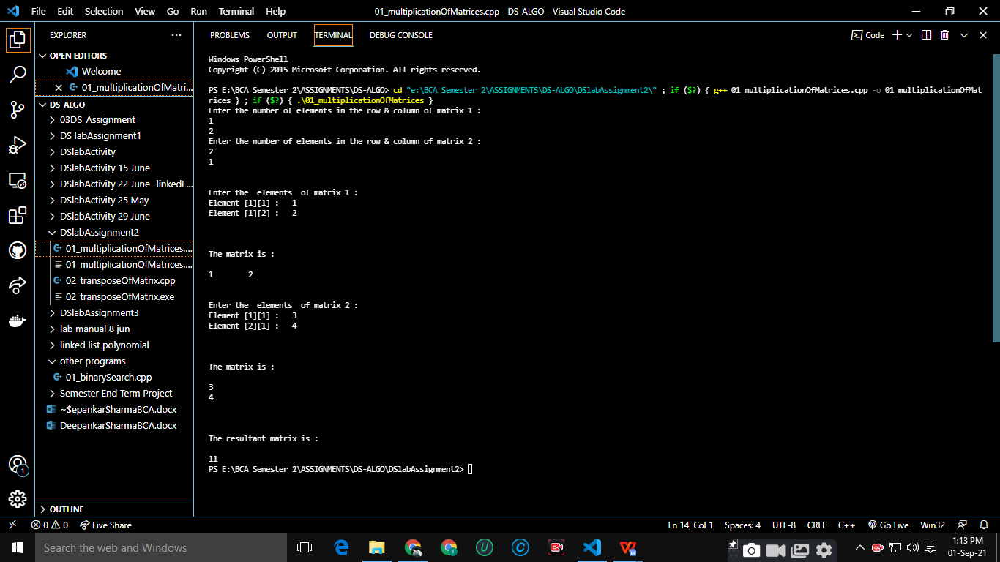 File Edit Selection View Go Run Terminal Help 01_multiplicationOfMatrices.cpp - DS-ALGO - Visual Studio Code
EXPLORER ...
OPEN EDITORS
Welcome
01_multiplicationOfMatri...
DS-ALGO
03DS_Assignment
DS labAssignment1
DSlabActivity
DSlabActivity 15 June
DSlabActivity 22 June -linkedL...
DSlabActivity 25 May
DSlabActivity 29 June
DSlabAssignment2
01_multiplicationOfMatrices....
01_multiplicationOfMatrices....
02_transposeOfMatrix.cpp
02_transposeOfMatrix.exe
DSlabAssignment3
lab manual 8 jun
linked list polynomial
other programs
01_binarySearch.cpp
Semester End Term Project
~$epankarSharmaBCA.docx
DeepankarSharmaBCA.docx
OUTLINE
PROBLEMS OUTPUT TERMINAL DEBUG CONSOLE Code
Windows PowerShell
Copyright (C) 2015 Microsoft Corporation. All rights reserved.
PS E:\BCA Semester 2\ASSIGNMENTS\DS-ALGO> cd "e:\BCA Semester 2\ASSIGNMENTS\DS-ALGO\DSlabAssignment2\" ; if ($?) { g++ 01_multiplicationOfMatrices.cpp -o 01_multiplicationOfMat
rices } ; if ($?) { .\01_multiplicationOfMatrices }
Enter the number of elements in the row & column of matrix 1 :
1
2
Enter the number of elements in the row & column of matrix 2 :
2
1
Enter the  elements  of matrix 1 :
Element [1][1] :   1
Element [1][2] :   2
The matrix is :
1        2
Enter the  elements  of matrix 2 :
Element [1][1] :   3
Element [2][1] :   4
The matrix is :
3
4
The resultant matrix is :
11
PS E:\BCA Semester 2\ASSIGNMENTS\DS-ALGO\DSlabAssignment2>
1
0 0 Live Share Ln 14, Col 1 Spaces: 4 UTF-8 CRLF C++ Go Live Win32
Search the web and Windows
1:13 PM
01-Sep-21